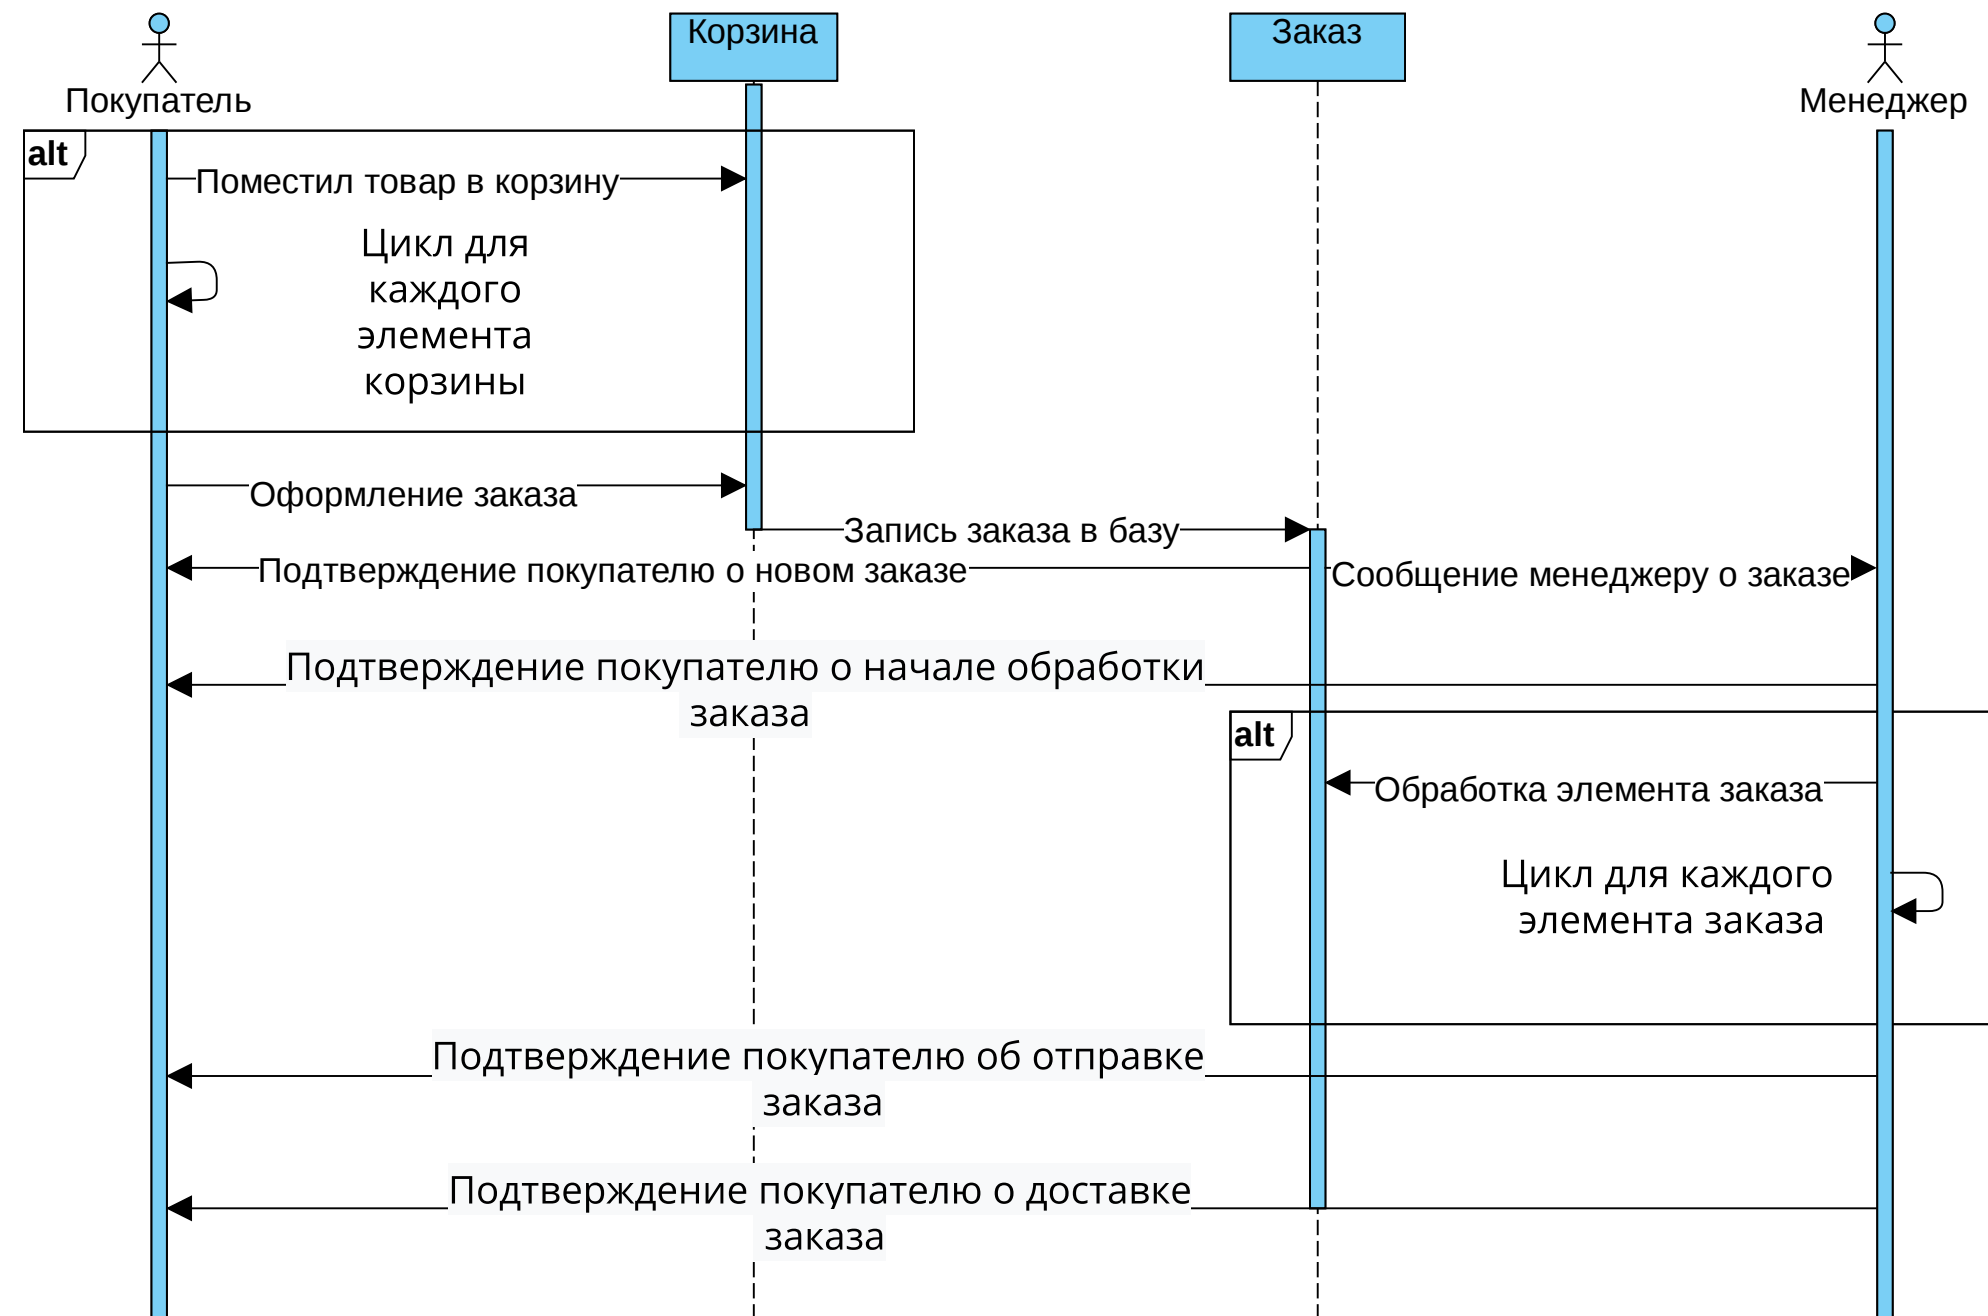 Корзина
Заказ
Покупатель
Менеджер
alt
Поместил товар в корзину
Цикл для
каждого
элемента
корзины
Оформление заказа
Запись заказа в базу
Подтверждение покупателю о новом заказе
Сообщение менеджеру о заказе
Подтверждение покупателю о начале обработки
заказа
alt
Обработка элемента заказа
Цикл для каждого
элемента заказа
Подтверждение покупателю об отправке
заказа
Подтверждение покупателю о доставке
заказа